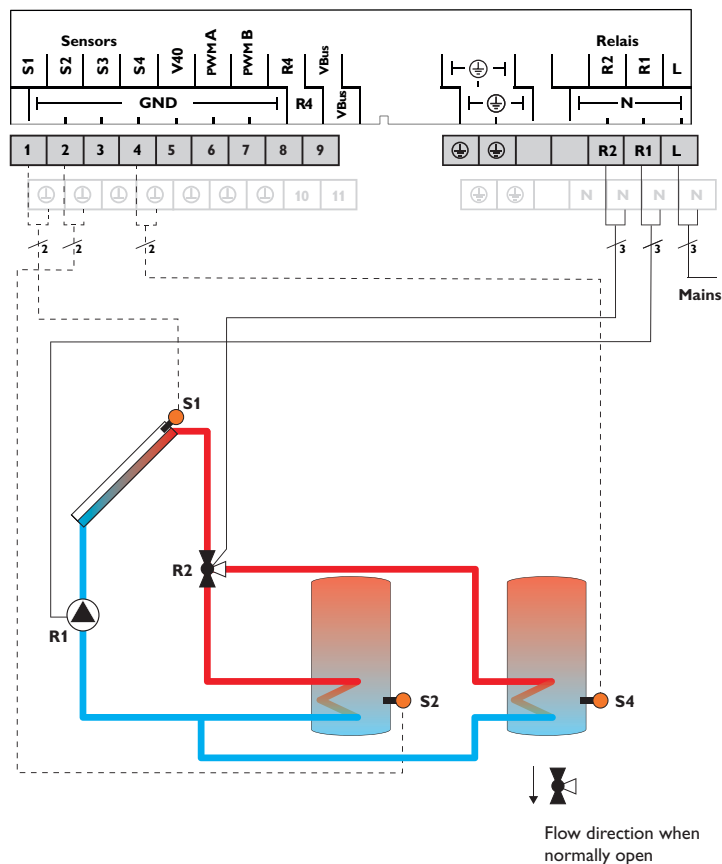 Sensors
Relais
S1 S2 S3 S4 V40 PWM A PWM B R4 VBus
R2 R1 L
GND R4 VBus
N
1 2 3 4 5 6 7 8 9
R2 R1 L
10 11
N N N N
2 2 2
3 3 3
Mains
S1
R2
R1
S2
S4
Flow direction when
normally open